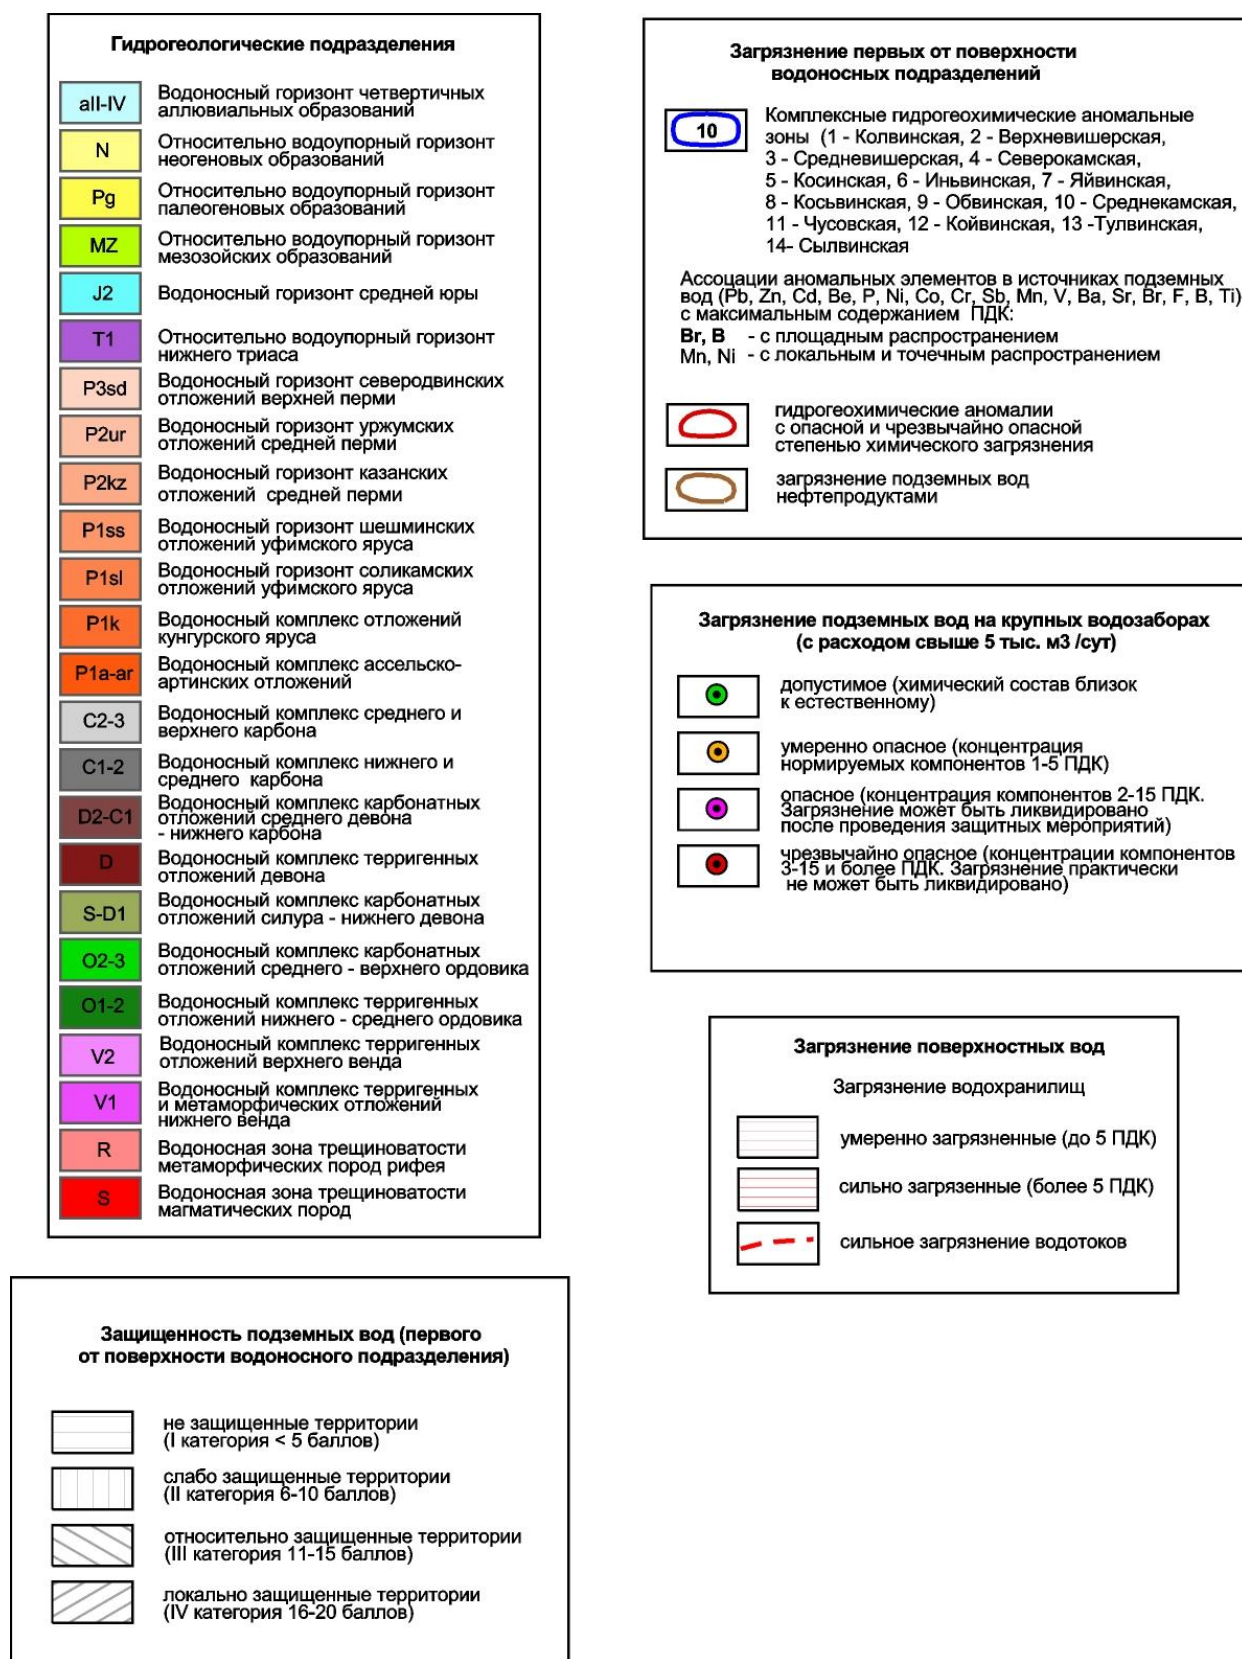 Гидрогеологические подразделения
aII-IV
Водоносный горизонт четвертичных
аллювиальных образований
N
Относительно водоупорный горизонт
неогеновых образований
Pg
Относительно водоупорный горизонт
палеогеновых образований
MZ
Относительно водоупорный горизонт
мезозойских образований
J2
Водоносный горизонт средней юры
T1
Относительно водоупорный горизонт
нижнего триаса
P3sd
Водоносный горизонт северодвинских
отложений верхней перми
P2ur
Водоносный горизонт уржумских
отложений средней перми
P2kz
Водоносный горизонт казанских
отложений средней перми
P1ss
Водоносный горизонт шешминских
отложений уфимского яруса
P1sl
Водоносный горизонт соликамских
отложений уфимского яруса
P1k
Водоносный комплекс отложений
кунгурского яруса
P1a-ar
Водоносный комплекс ассельско-
артинских отложений
C2-3
Водоносный комплекс среднего и
верхнего карбона
C1-2
Водоносный комплекс нижнего и
среднего карбона
D2-C1
Водоносный комплекс карбонатных
отложений среднего девона
- нижнего карбона
D
Водоносный комплекс терригенных
отложений девона
S-D1
Водоносный комплекс карбонатных
отложений силура - нижнего девона
O2-3
Водоносный комплекс карбонатных
отложений среднего - верхнего ордовика
O1-2
Водоносный комплекс терригенных
отложений нижнего - среднего ордовика
V2
Водоносный комплекс терригенных
отложений верхнего венда
V1
Водоносный комплекс терригенных
и метаморфических отложений
нижнего венда
R
Водоносная зона трещиноватости
метаморфических пород рифея
S
Водоносная зона трещиноватости
магматических пород
Защищенность подземных вод (первого
от поверхности водоносного подразделения)
не защищенные территории
(I категория < 5 баллов)
слабо защищенные территории
(II категория 6-10 баллов)
относительно защищенные территории
(III категория 11-15 баллов)
локально защищенные территории
(IV категория 16-20 баллов)
Загрязнение первых от поверхности
водоносных подразделений
10
Комплексные гидрогеохимические аномальные
зоны (1 - Колвинская, 2 - Верхневишерская,
3 - Средневишерская, 4 - Северокамская,
5 - Косинская, 6 - Иньвинская, 7 - Яйвинская,
8 - Косьвинская, 9 - Обвинская, 10 - Среднекамская,
11 - Чусовская, 12 - Койвинская, 13 -Тулвинская,
14- Сылвинская
Ассоцации аномальных элементов в источниках подземных
вод (Pb, Zn, Cd, Be, P, Ni, Co, Cr, Sb, Mn, V, Ba, Sr, Br, F, B, Ti)
с максимальным содержанием ПДК:
Br, B - с площадным распространением
Mn, Ni - с локальным и точечным распространением
гидрогеохимические аномалии
с опасной и чрезвычайно опасной
степенью химического загрязнения
загрязнение подземных вод
нефтепродуктами
Загрязнение подземных вод на крупных водозаборах
(с расходом свыше 5 тыс. м3 /сут)
допустимое (химический состав близок
к естественному)
умеренно опасное (концентрация
нормируемых компонентов 1-5 ПДК)
опасное (концентрация компонентов 2-15 ПДК.
Загрязнение может быть ликвидировано
после проведения защитных мероприятий)
чрезвычайно опасное (концентрации компонентов
3-15 и более ПДК. Загрязнение практически
не может быть ликвидировано)
Загрязнение поверхностных вод
Загрязнение водохранилищ
умеренно загрязненные (до 5 ПДК)
сильно загрязенные (более 5 ПДК)
сильное загрязнение водотоков